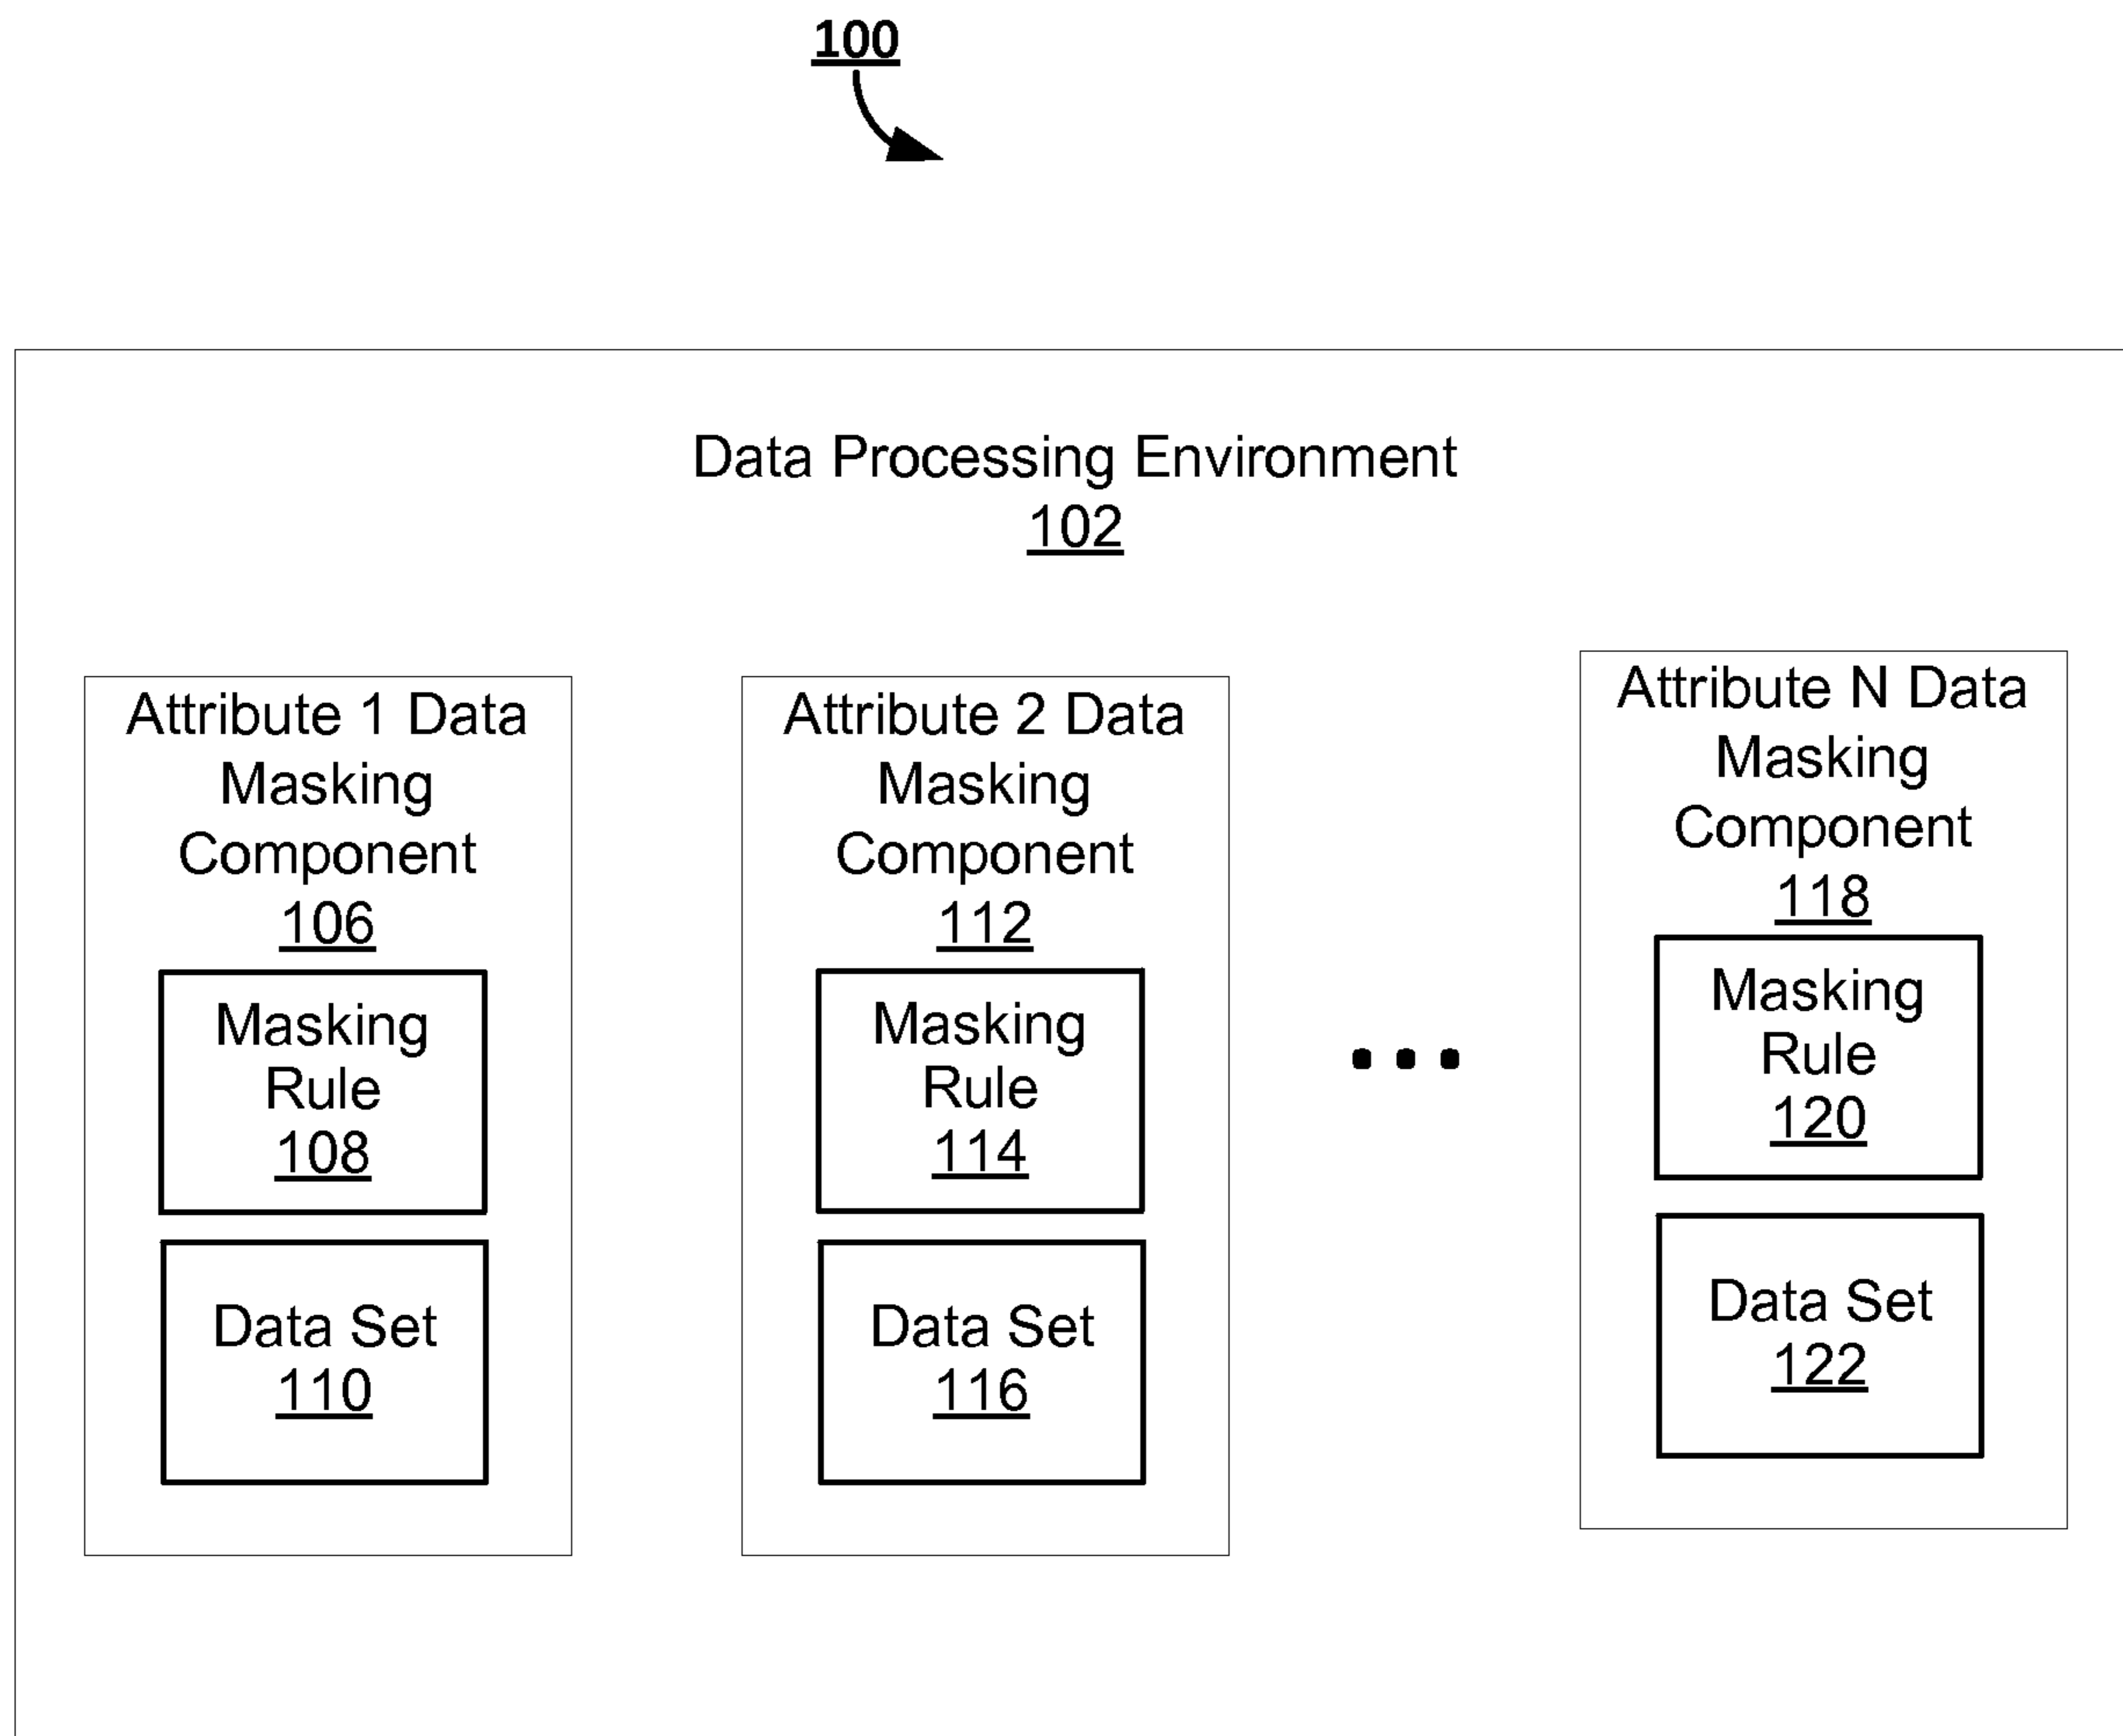 100
Data Processing Environment
102
Attribute 1 Data
Masking
Component
106
Masking
Rule
108
Data Set
110
Attribute 2 Data
Masking
Component
112
Masking
Rule
114
Data Set
116
Attribute N Data
Masking
Component
118
Masking
Rule
120
Data Set
122